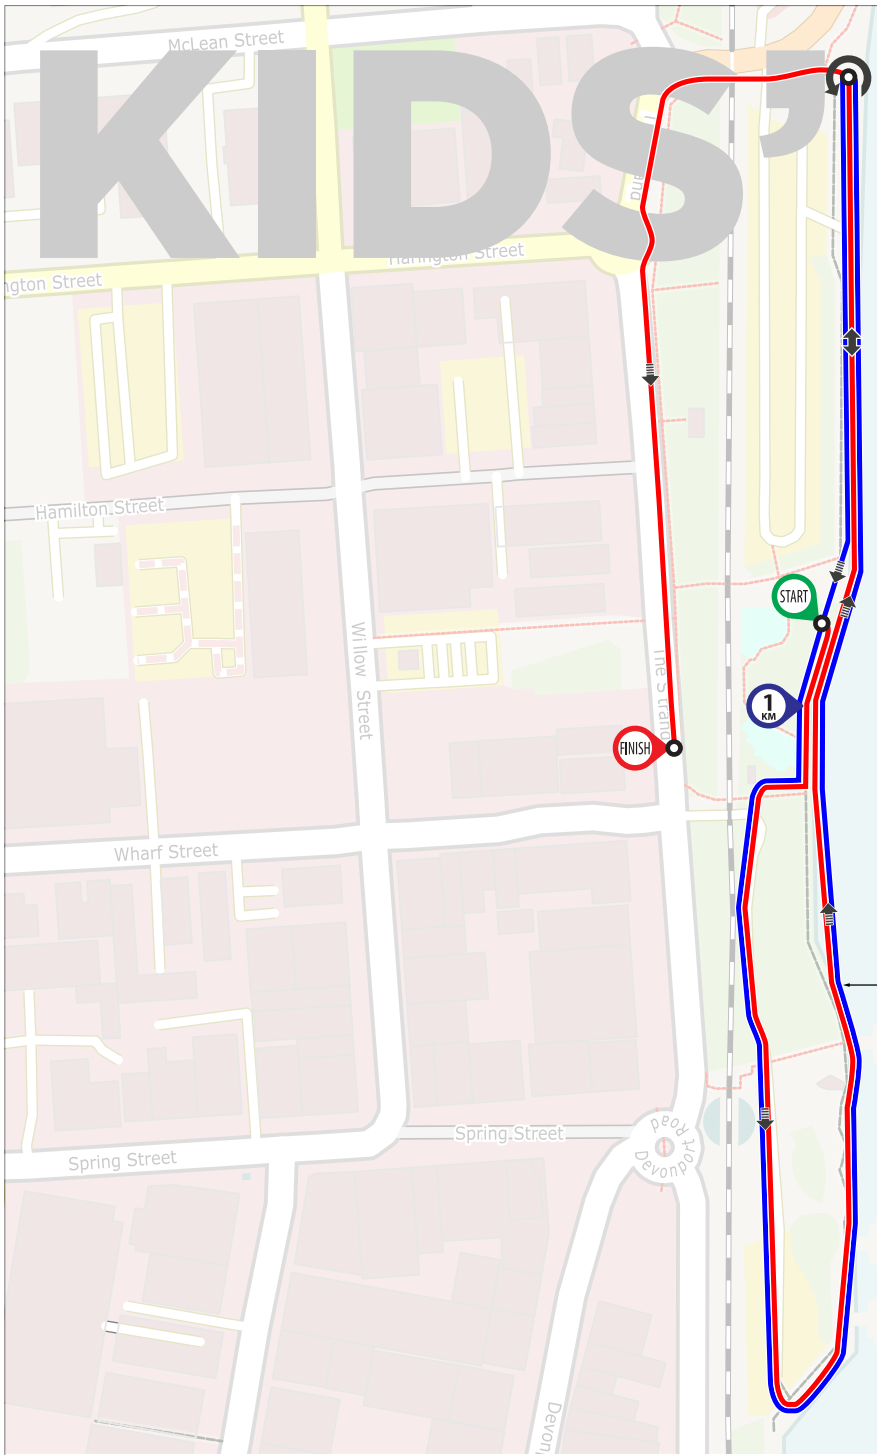 KIDS'
McLean Street
Harington Street
ngton Street
Hamilton Street
START
Willow Street
The Strand
1
KM
FINISH
Wharf Street
Spring Street
Spring Street
Devonport
Road
Devon